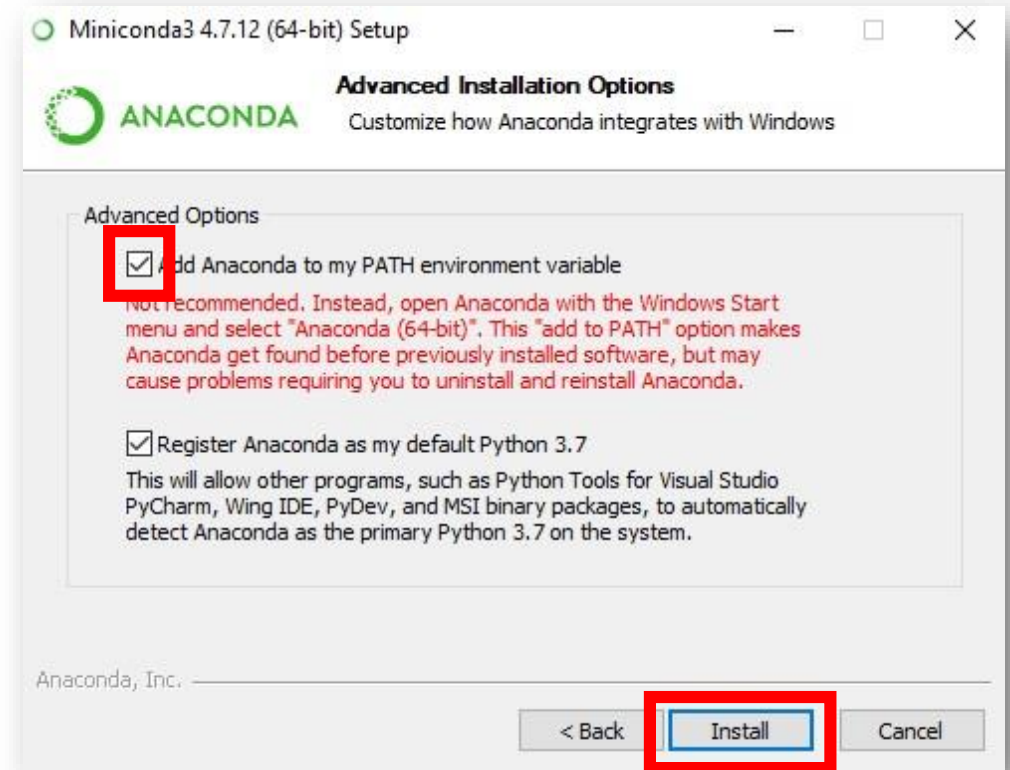 Miniconda3 4.7.12 (64-bit) Setup
ANACONDA
Advanced Installation Options
Customize how Anaconda integrates with Windows
Advanced Options
Add Anaconda to my PATH environment variable
Not recommended. Instead, open Anaconda with the Windows Start
menu and select "Anaconda (64-bit)". This "add to PATH" option makes
Anaconda get found before previously installed software, but may
cause problems requiring you to uninstall and reinstall Anaconda.
Register Anaconda as my default Python 3.7
This will allow other programs, such as Python Tools for Visual Studio
PyCharm, Wing IDE, PyDev, and MSI binary packages, to automatically
detect Anaconda as the primary Python 3.7 on the system.
Anaconda, Inc.
< Back
Install
Cancel